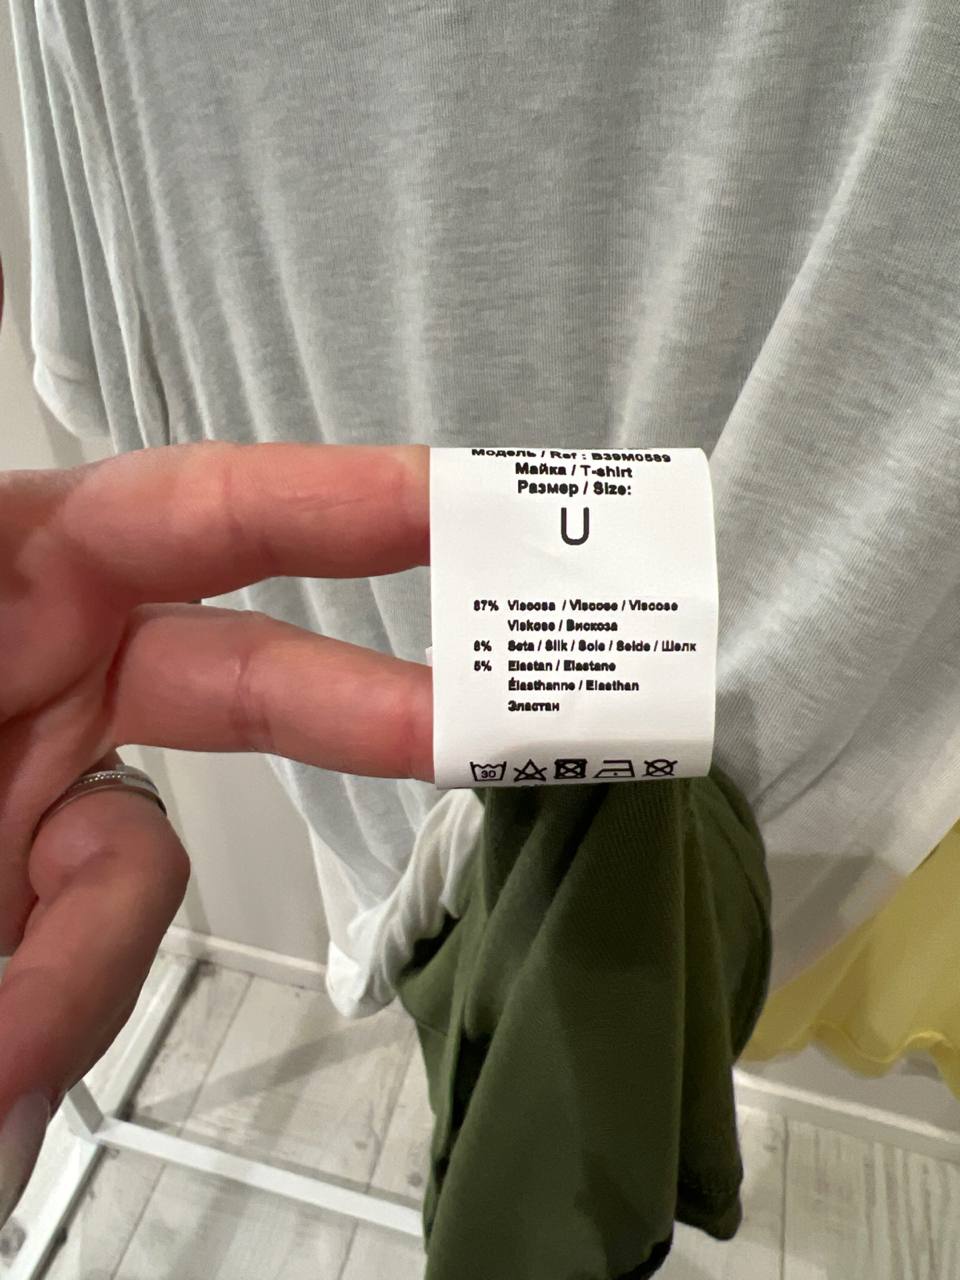 Модель / Ref : B39M0589
Майка / T-shirt
Размер / Size:
U
87% Viscosa / Viscose / Viscose
Viskose / Вискоза
8% Seta / Silk / Soie / Seide / Шелк
5% Elastan / Elastane
Élasthanne / Elasthan
Эластан
30